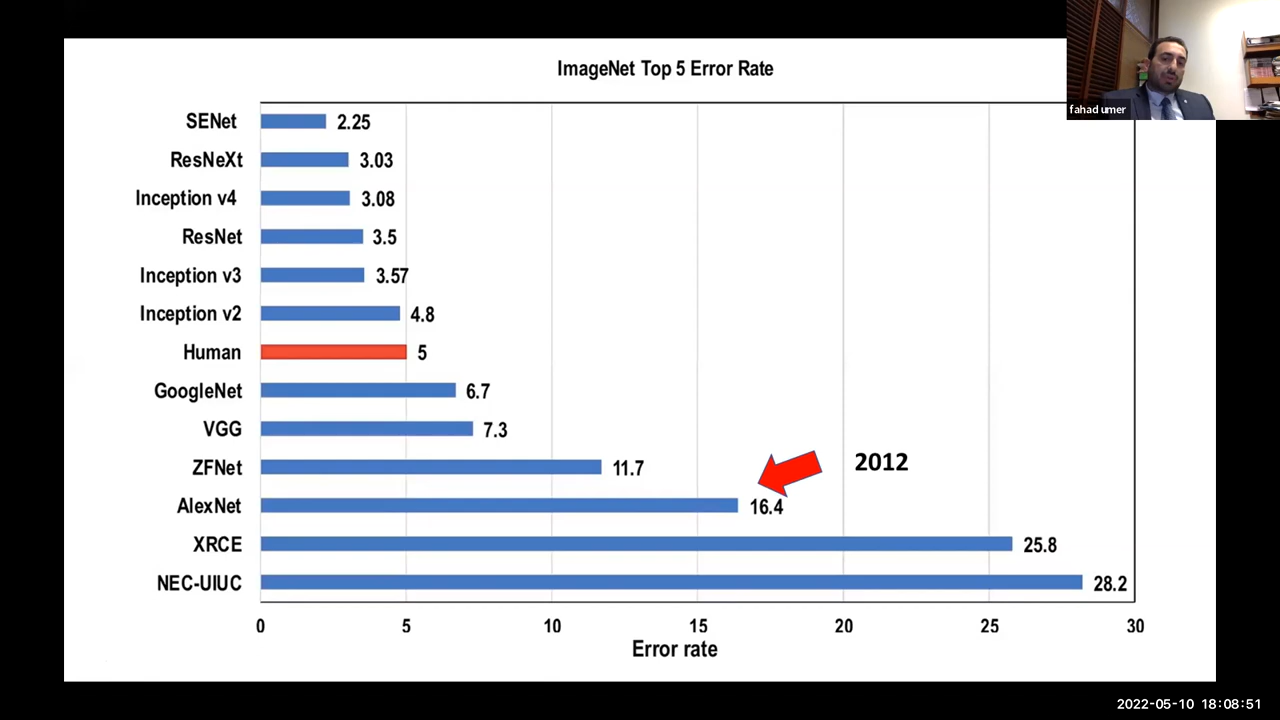 ImageNet Top 5 Error Rate
fahad umer
SENet 2.25
ResNeXt 3.03
Inception v4 3.08
ResNet 3.5
Inception v3 3.57
Inception v2 4.8
Human 5
GoogleNet 6.7
VGG 7.3
ZFNet 11.7
2012
AlexNet 16.4
XRCE 25.8
NEC-UIUC 28.2
0 5 10 15 20 25 30
Error rate
2022-05-10 18:08:51